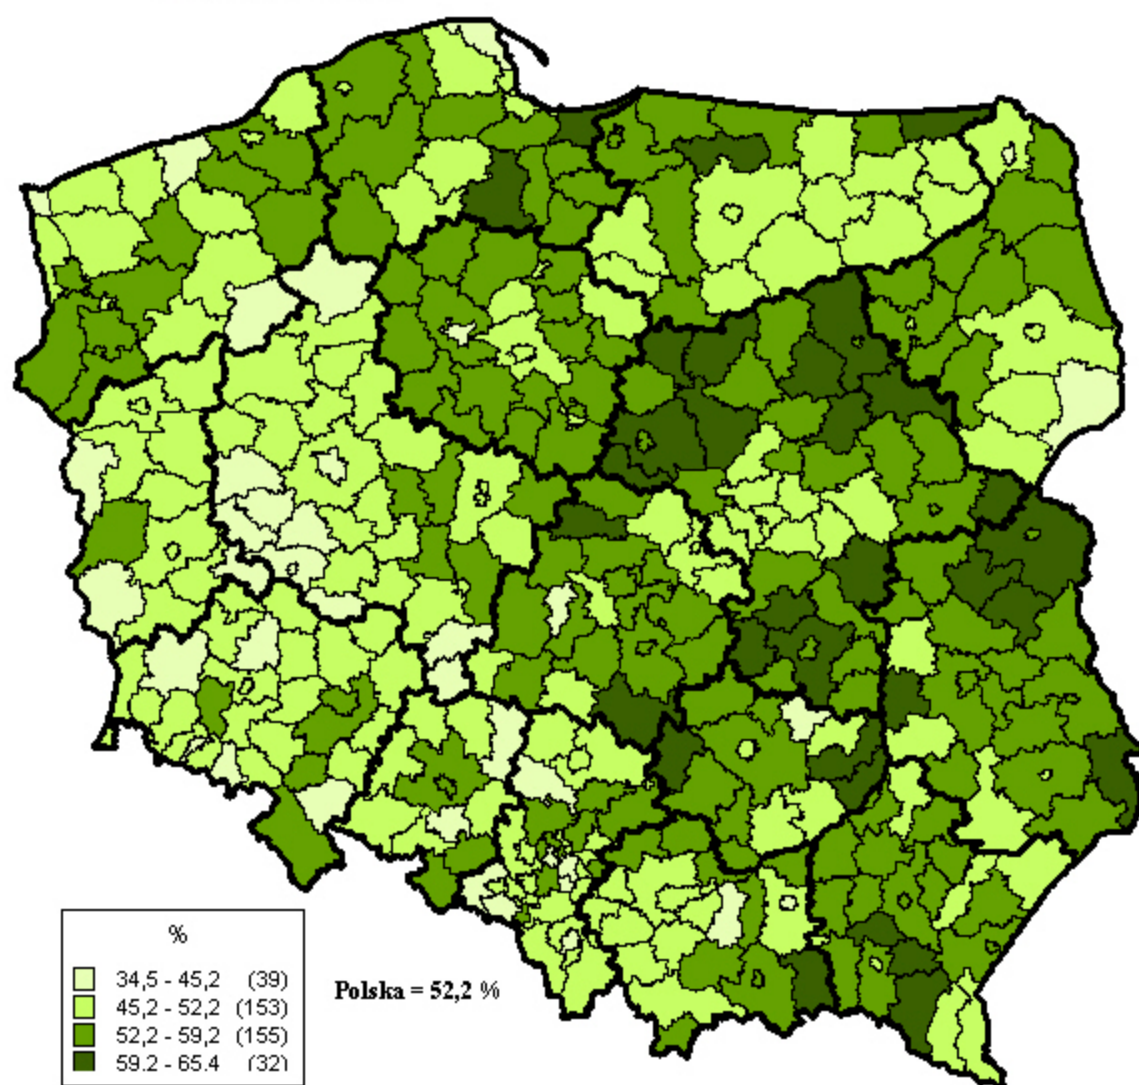 %
34,5 - 45,2 (39)
45,2 - 52,2 (153)
52,2 - 59,2 (155)
59.2 - 65.4 (32)
Polska = 52,2 %